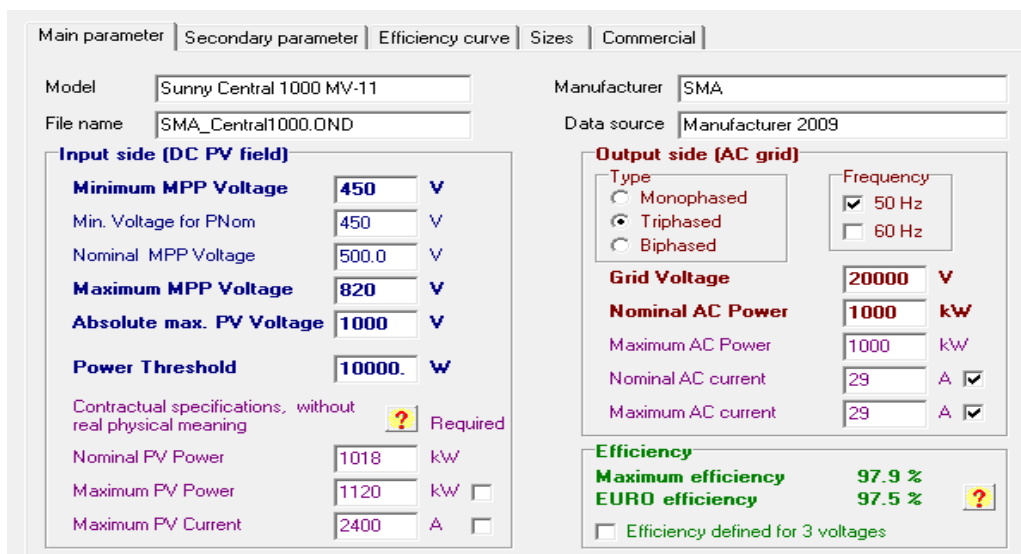 Main parameter Secondary parameter Efficiency curve Sizes Commercial
Model Sunny Central 1000 MV-11 Manufacturer SMA
File name SMA_Central1000.OND Data source Manufacturer 2009
Input side (DC PV field)
Minimum MPP Voltage 450 V
Min. Voltage for PNom 450 V
Nominal MPP Voltage 500.0 V
Maximum MPP Voltage 820 V
Absolute max. PV Voltage 1000 V
Power Threshold 10000. W
Contractual specifications, without
real physical meaning ? Required
Nominal PV Power 1018 kW
Maximum PV Power 1120 kW
Maximum PV Current 2400 A
Output side (AC grid)
Type Frequency
Monophased 50 Hz
Triphased 60 Hz
Biphased
Grid Voltage 20000 V
Nominal AC Power 1000 kW
Maximum AC Power 1000 kW
Nominal AC current 29 A
Maximum AC current 29 A
Efficiency
Maximum efficiency 97.9 %
EURO efficiency 97.5 % ?
Efficiency defined for 3 voltages